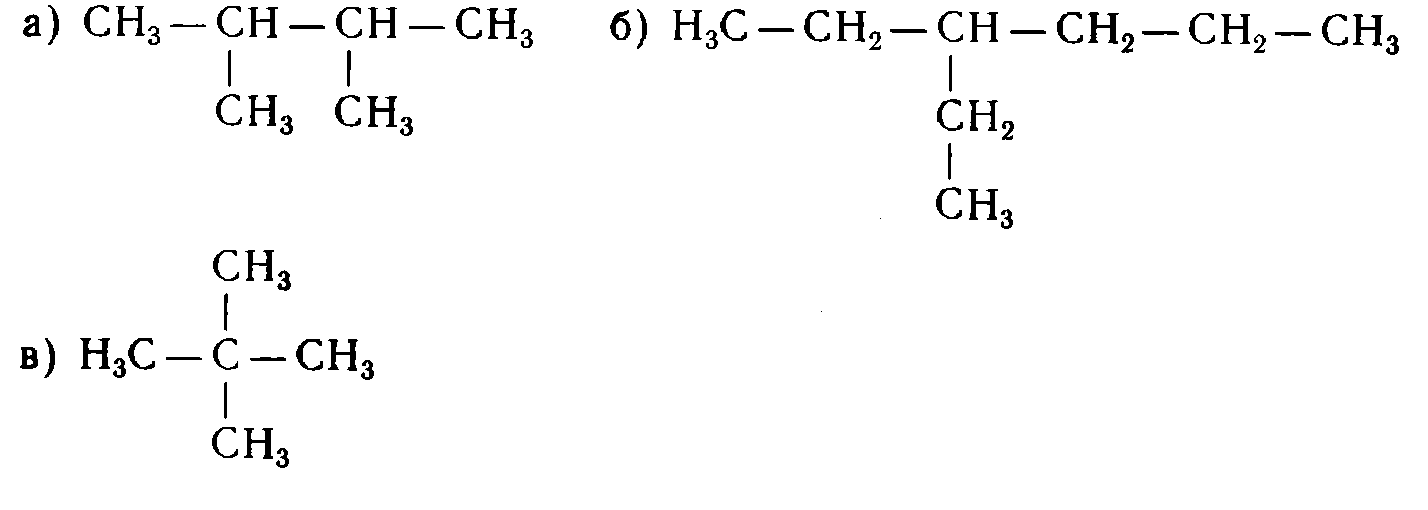 а) CH₃—CH—CH—CH₃
| |
CH₃ CH₃
б) H₃C—CH₂—CH—CH₂—CH₂—CH₃
|
CH₂
|
CH₃
CH₃
|
в) H₃C—C—CH₃
|
CH₃